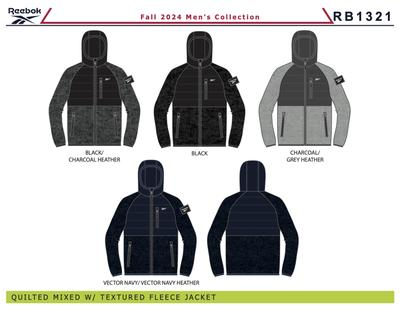 Reebok
Fall 2024 Men's Collection
RB1321
BLACK/
CHARCOAL HEATHER
BLACK
CHARCOAL/
GREY HEATHER
VECTOR NAVY/ VECTOR NAVY HEATHER
QUILTED MIXED W/ TEXTURED FLEECE JACKET